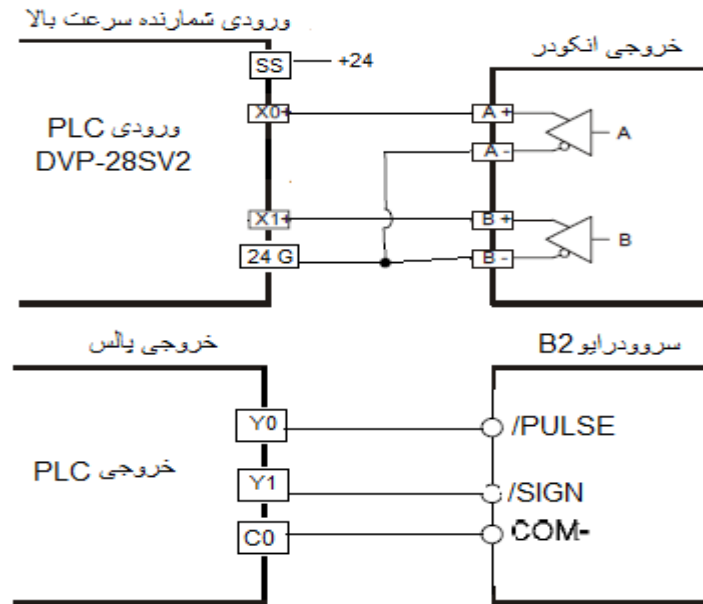 ورودی شمارنده سرعت بالا
خروجی انکودر
SS
+24
X0+
A +
A
ورودی PLC
DVP-28SV2
A -
X1+
B +
B
24 G
B -
خروجی پالس
سروودرایو B2
Y0
/PULSE
خروجی PLC
Y1
/SIGN
C0
COM-